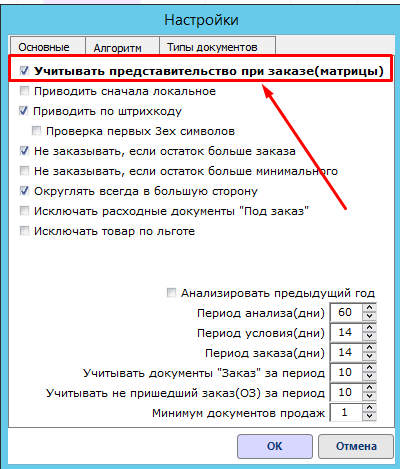 Настройки
Основные Алгоритм Типы документов
Учитывать представительство при заказе(матрицы)
Приводить сначала локальное
Приводить по штрихкоду
Проверка первых 3ех символов
Не заказывать, если остаток больше заказа
Не заказывать, если остаток больше минимального
Округлять всегда в большую сторону
Исключать расходные документы "Под заказ"
Исключать товар по льготе
Анализировать предыдущий год
Период анализа(дни) 60
Период условия(дни) 14
Период заказа(дни) 14
Учитывать документы "Заказ" за период 10
Учитывать не пришедший заказ(ОЗ) за период 10
Минимум документов продаж 1
OK Отмена